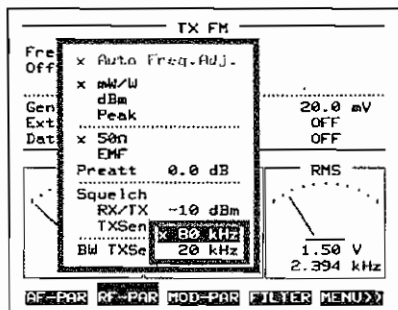 TX FM
Fre
Off
x Auto Freq.Adj.
x mW/W
dBm
Peak
Gen 20.0 mV
Ext OFF
Dat OFF
x 50Ω
EMF
Preatt 0.0 dB
RMS
Squelch
RX/TX -10 dBm
TXSen
x 80 kHz
BW TXSe 20 kHz
1.50 V
2.394 kHz
AF-PAR RF-PAR MOD-PAR FILTER MENU>>